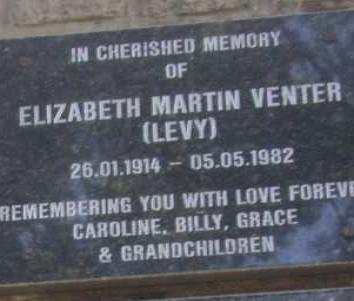 IN CHERISHED MEMORY
OF
ELIZABETH MARTIN VENTER
(LEVY)
26.01.1914 – 05.05.1982
REMEMBERING YOU WITH LOVE FOREVE
CAROLINE, BILLY, GRACE
& GRANDCHILDREN